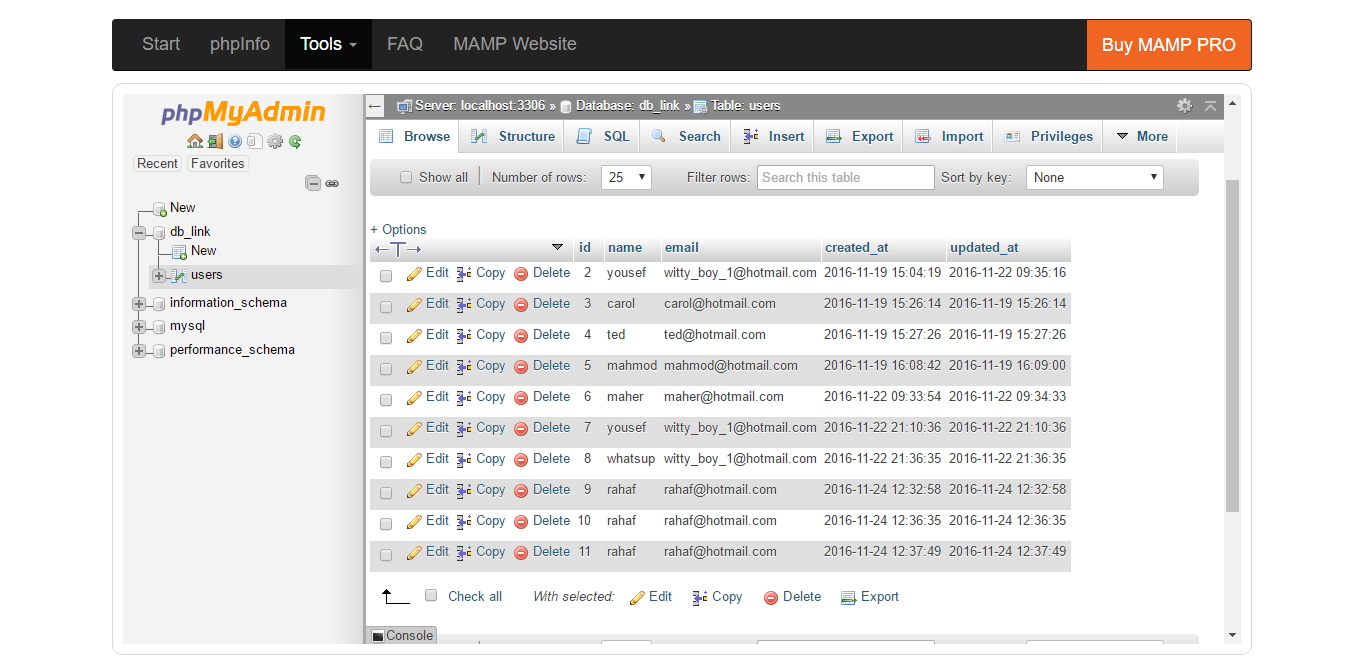 Start phpInfo Tools FAQ MAMP Website Buy MAMP PRO
phpMyAdmin
Recent Favorites
New
db_link
New
users
information_schema
mysql
performance_schema
Server: localhost:3306 » Database: db_link » Table: users
Browse Structure SQL Search Insert Export Import Privileges More
Show all Number of rows: 25 Filter rows: Search this table Sort by key: None
+ Options
id name email created_at updated_at
Edit Copy Delete 2 yousef witty_boy_1@hotmail.com 2016-11-19 15:04:19 2016-11-22 09:35:16
Edit Copy Delete 3 carol carol@hotmail.com 2016-11-19 15:26:14 2016-11-19 15:26:14
Edit Copy Delete 4 ted ted@hotmail.com 2016-11-19 15:27:26 2016-11-19 15:27:26
Edit Copy Delete 5 mahmod mahmod@hotmail.com 2016-11-19 16:08:42 2016-11-19 16:09:00
Edit Copy Delete 6 maher maher@hotmail.com 2016-11-22 09:33:54 2016-11-22 09:34:33
Edit Copy Delete 7 yousef witty_boy_1@hotmail.com 2016-11-22 21:10:36 2016-11-22 21:10:36
Edit Copy Delete 8 whatsup witty_boy_1@hotmail.com 2016-11-22 21:36:35 2016-11-22 21:36:35
Edit Copy Delete 9 rahaf rahaf@hotmail.com 2016-11-24 12:32:58 2016-11-24 12:32:58
Edit Copy Delete 10 rahaf rahaf@hotmail.com 2016-11-24 12:36:35 2016-11-24 12:36:35
Edit Copy Delete 11 rahaf rahaf@hotmail.com 2016-11-24 12:37:49 2016-11-24 12:37:49
Check all With selected: Edit Copy Delete Export
Console